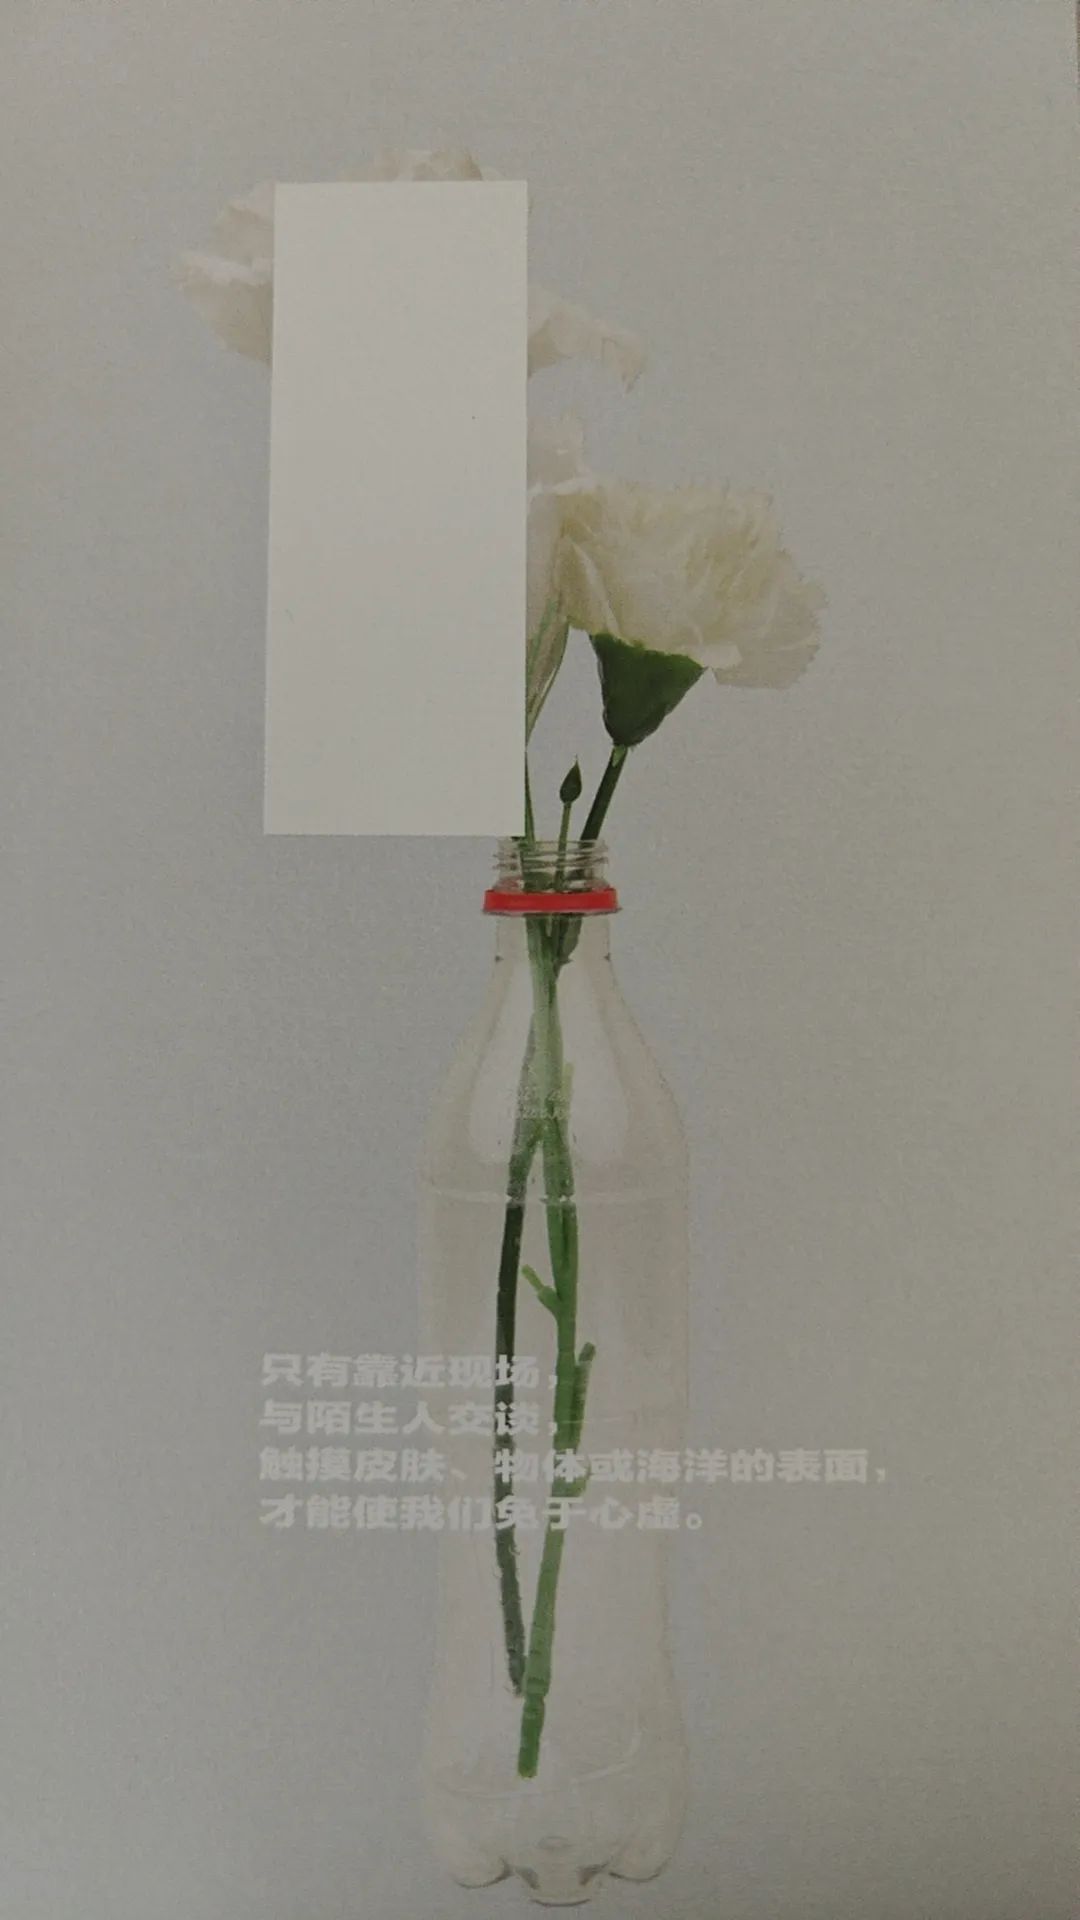 只有靠近现场，
与陌生人交谈，
触摸皮肤、物体或海洋的表面，
才能使我们免于心虚。